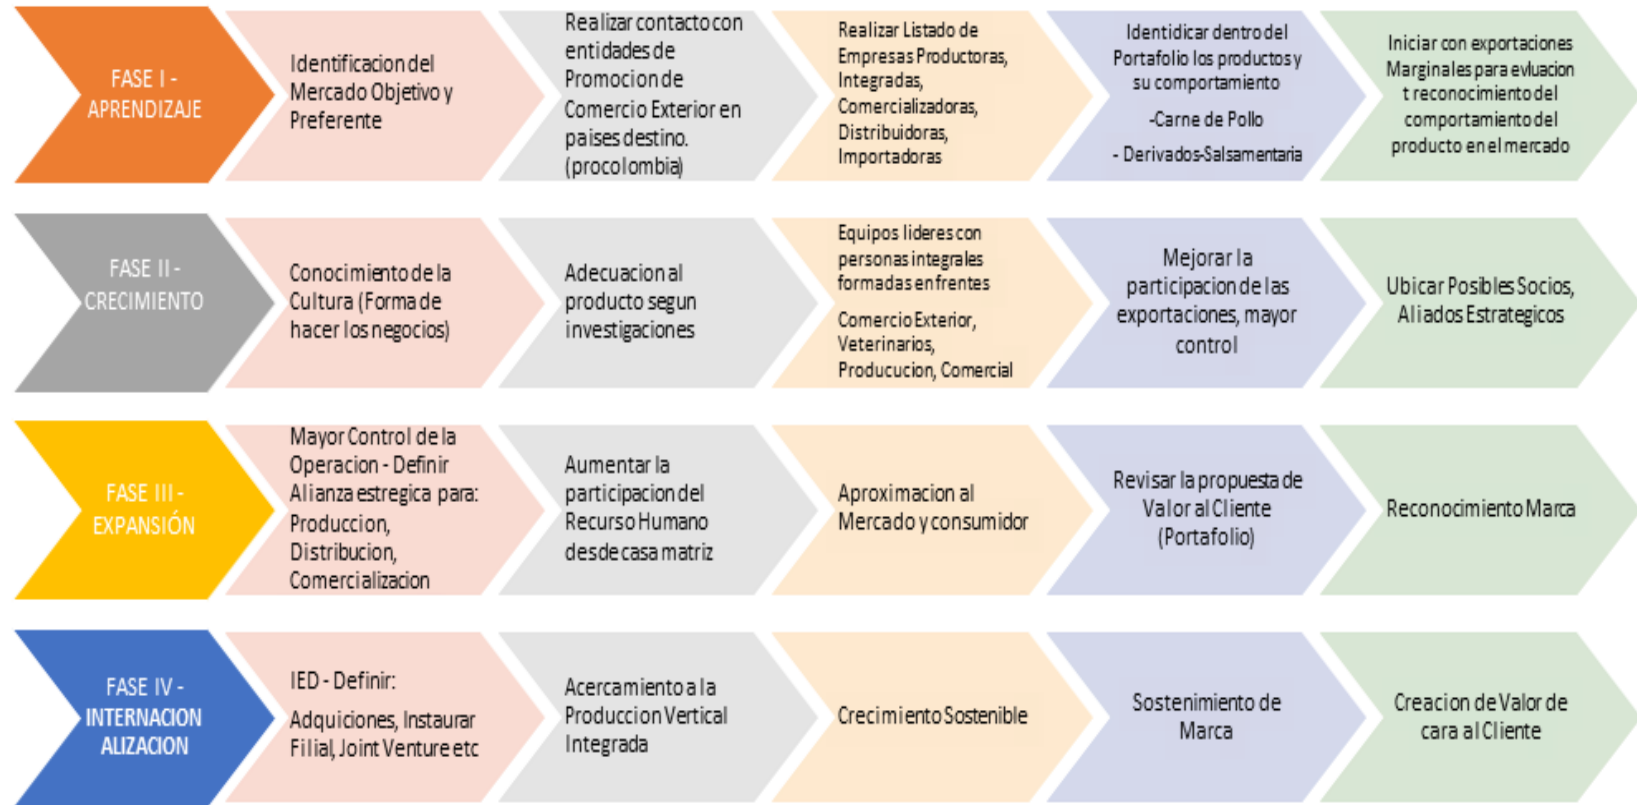 FASE I -
APRENDIZAJE
Identificacion del
Mercado Objetivo y
Preferente
Realizar contacto con
entidades de
Promocion de
Comercio Exterior en
paises destino.
(procolombia)
Realizar Listado de
Empresas Productoras,
Integradas,
Comercializadoras,
Distribuidoras,
Importadoras
Identidicar dentro del
Portafolio los productos y
su comportamiento
-Carne de Pollo
- Derivados-Salsamentaria
Iniciar con exportaciones
Marginales para evluacion
t reconocimiento del
comportamiento del
producto en el mercado
FASE II -
CRECIMIENTO
Conocimiento de la
Cultura (Forma de
hacer los negocios)
Adecuacion al
producto segun
investigaciones
Equipos lideres con
personas integrales
formadas en frentes
Comercio Exterior,
Veterinarios,
Producucion, Comercial
Mejorar la
participacion de las
exportaciones, mayor
control
Ubicar Posibles Socios,
Aliados Estrategicos
FASE III -
EXPANSIÓN
Mayor Control de la
Operacion - Definir
Alianza estregica para:
Produccion,
Distribucion,
Comercializacion
Aumentar la
participacion del
Recurso Humano
desde casa matriz
Aproximacion al
Mercado y consumidor
Revisar la propuesta de
Valor al Cliente
(Portafolio)
Reconocimiento Marca
FASE IV -
INTERNACION
ALIZACION
IED - Definir:
Adquiciones, Instaurar
Filial, Joint Venture etc
Acercamiento a la
Produccion Vertical
Integrada
Crecimiento Sostenible
Sostenimiento de
Marca
Creacion de Valor de
cara al Cliente